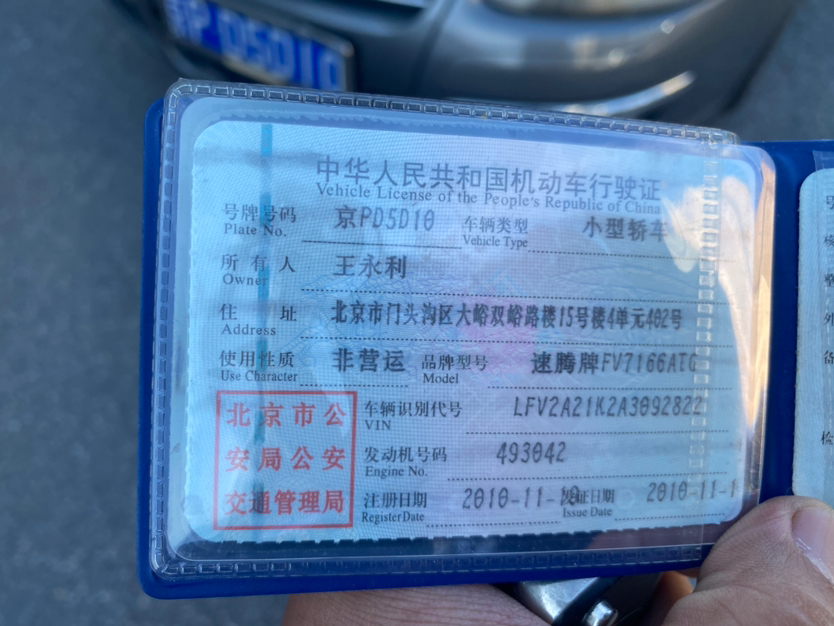 P·D5D10
中华人民共和国机动车行驶证
Vehicle License of the People's Republic of China
号牌号码 京PD5D10 车辆类型 小型轿车
Plate No. Vehicle Type
所有人 王永利
Owner
住址 北京市门头沟区大峪双峪路楼15号楼4单元402号
Address
使用性质 非营运 品牌型号 速腾牌FV7166ATG
Use Character Model
北京市公
安局公安
交通管理局
车辆识别代号 LFV2A21K2A3092822
VIN
发动机号码 493042
Engine No.
注册日期 2010-11-10 发证日期 2010-11-1
Register Date Issue Date